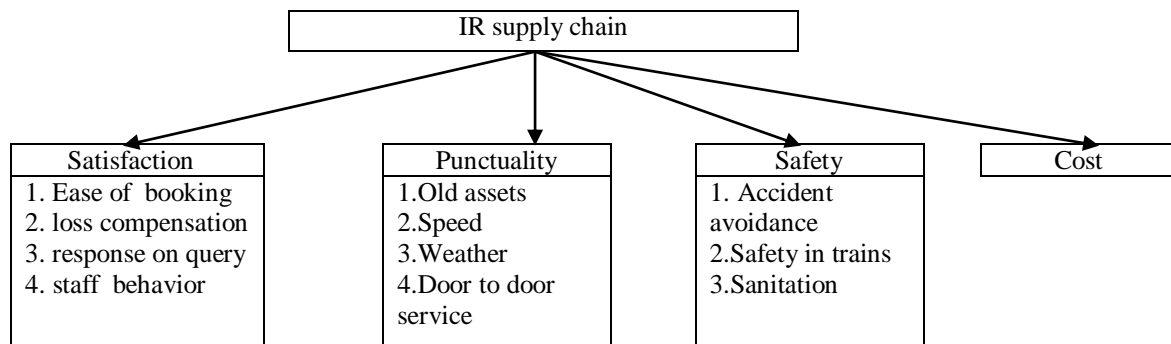 IR supply chain
Satisfaction
1. Ease of booking
2. loss compensation
3. response on query
4. staff behavior
Punctuality
1.Old assets
2.Speed
3.Weather
4.Door to door
service
Safety
1. Accident
avoidance
2.Safety in trains
3.Sanitation
Cost